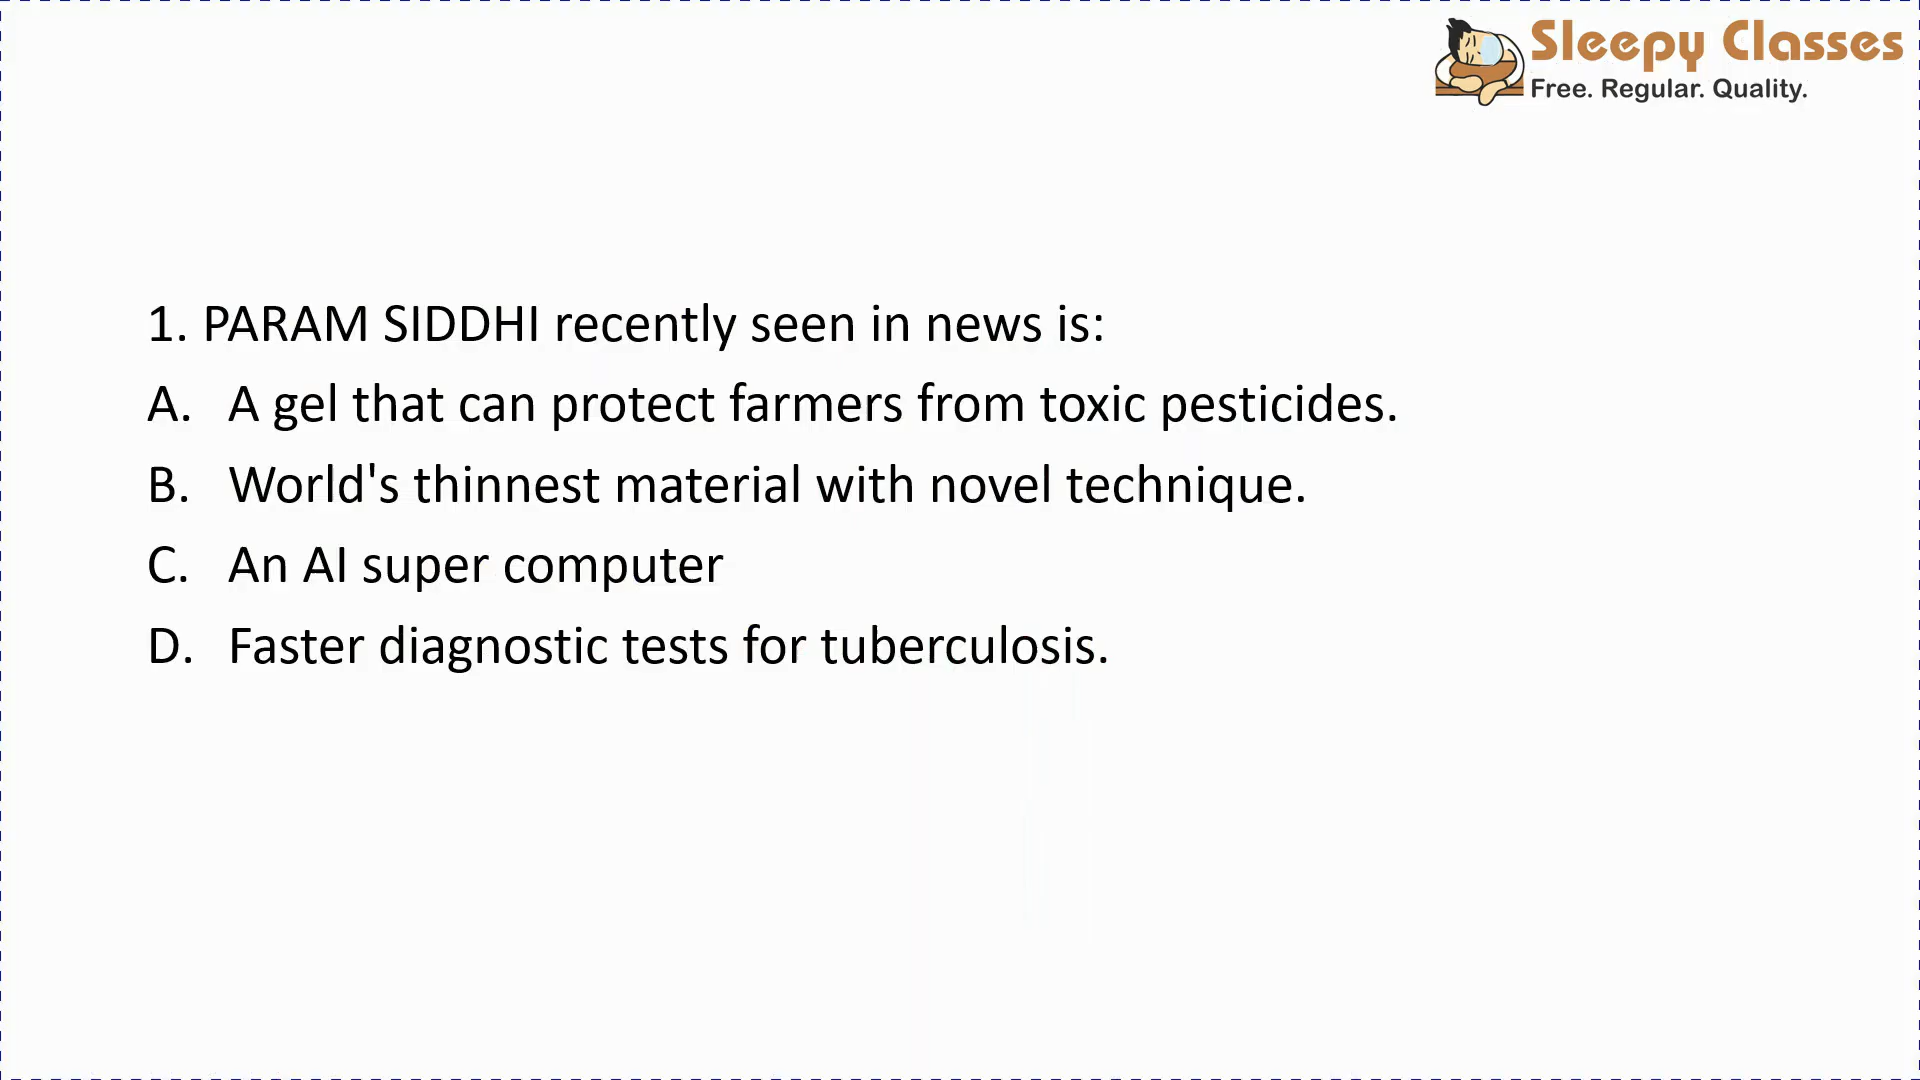 Sleepy Classes
Free. Regular. Quality.
1. PARAM SIDDHI recently seen in news is:
A. A gel that can protect farmers from toxic pesticides.
B. World's thinnest material with novel technique.
C. An AI super computer
D. Faster diagnostic tests for tuberculosis.